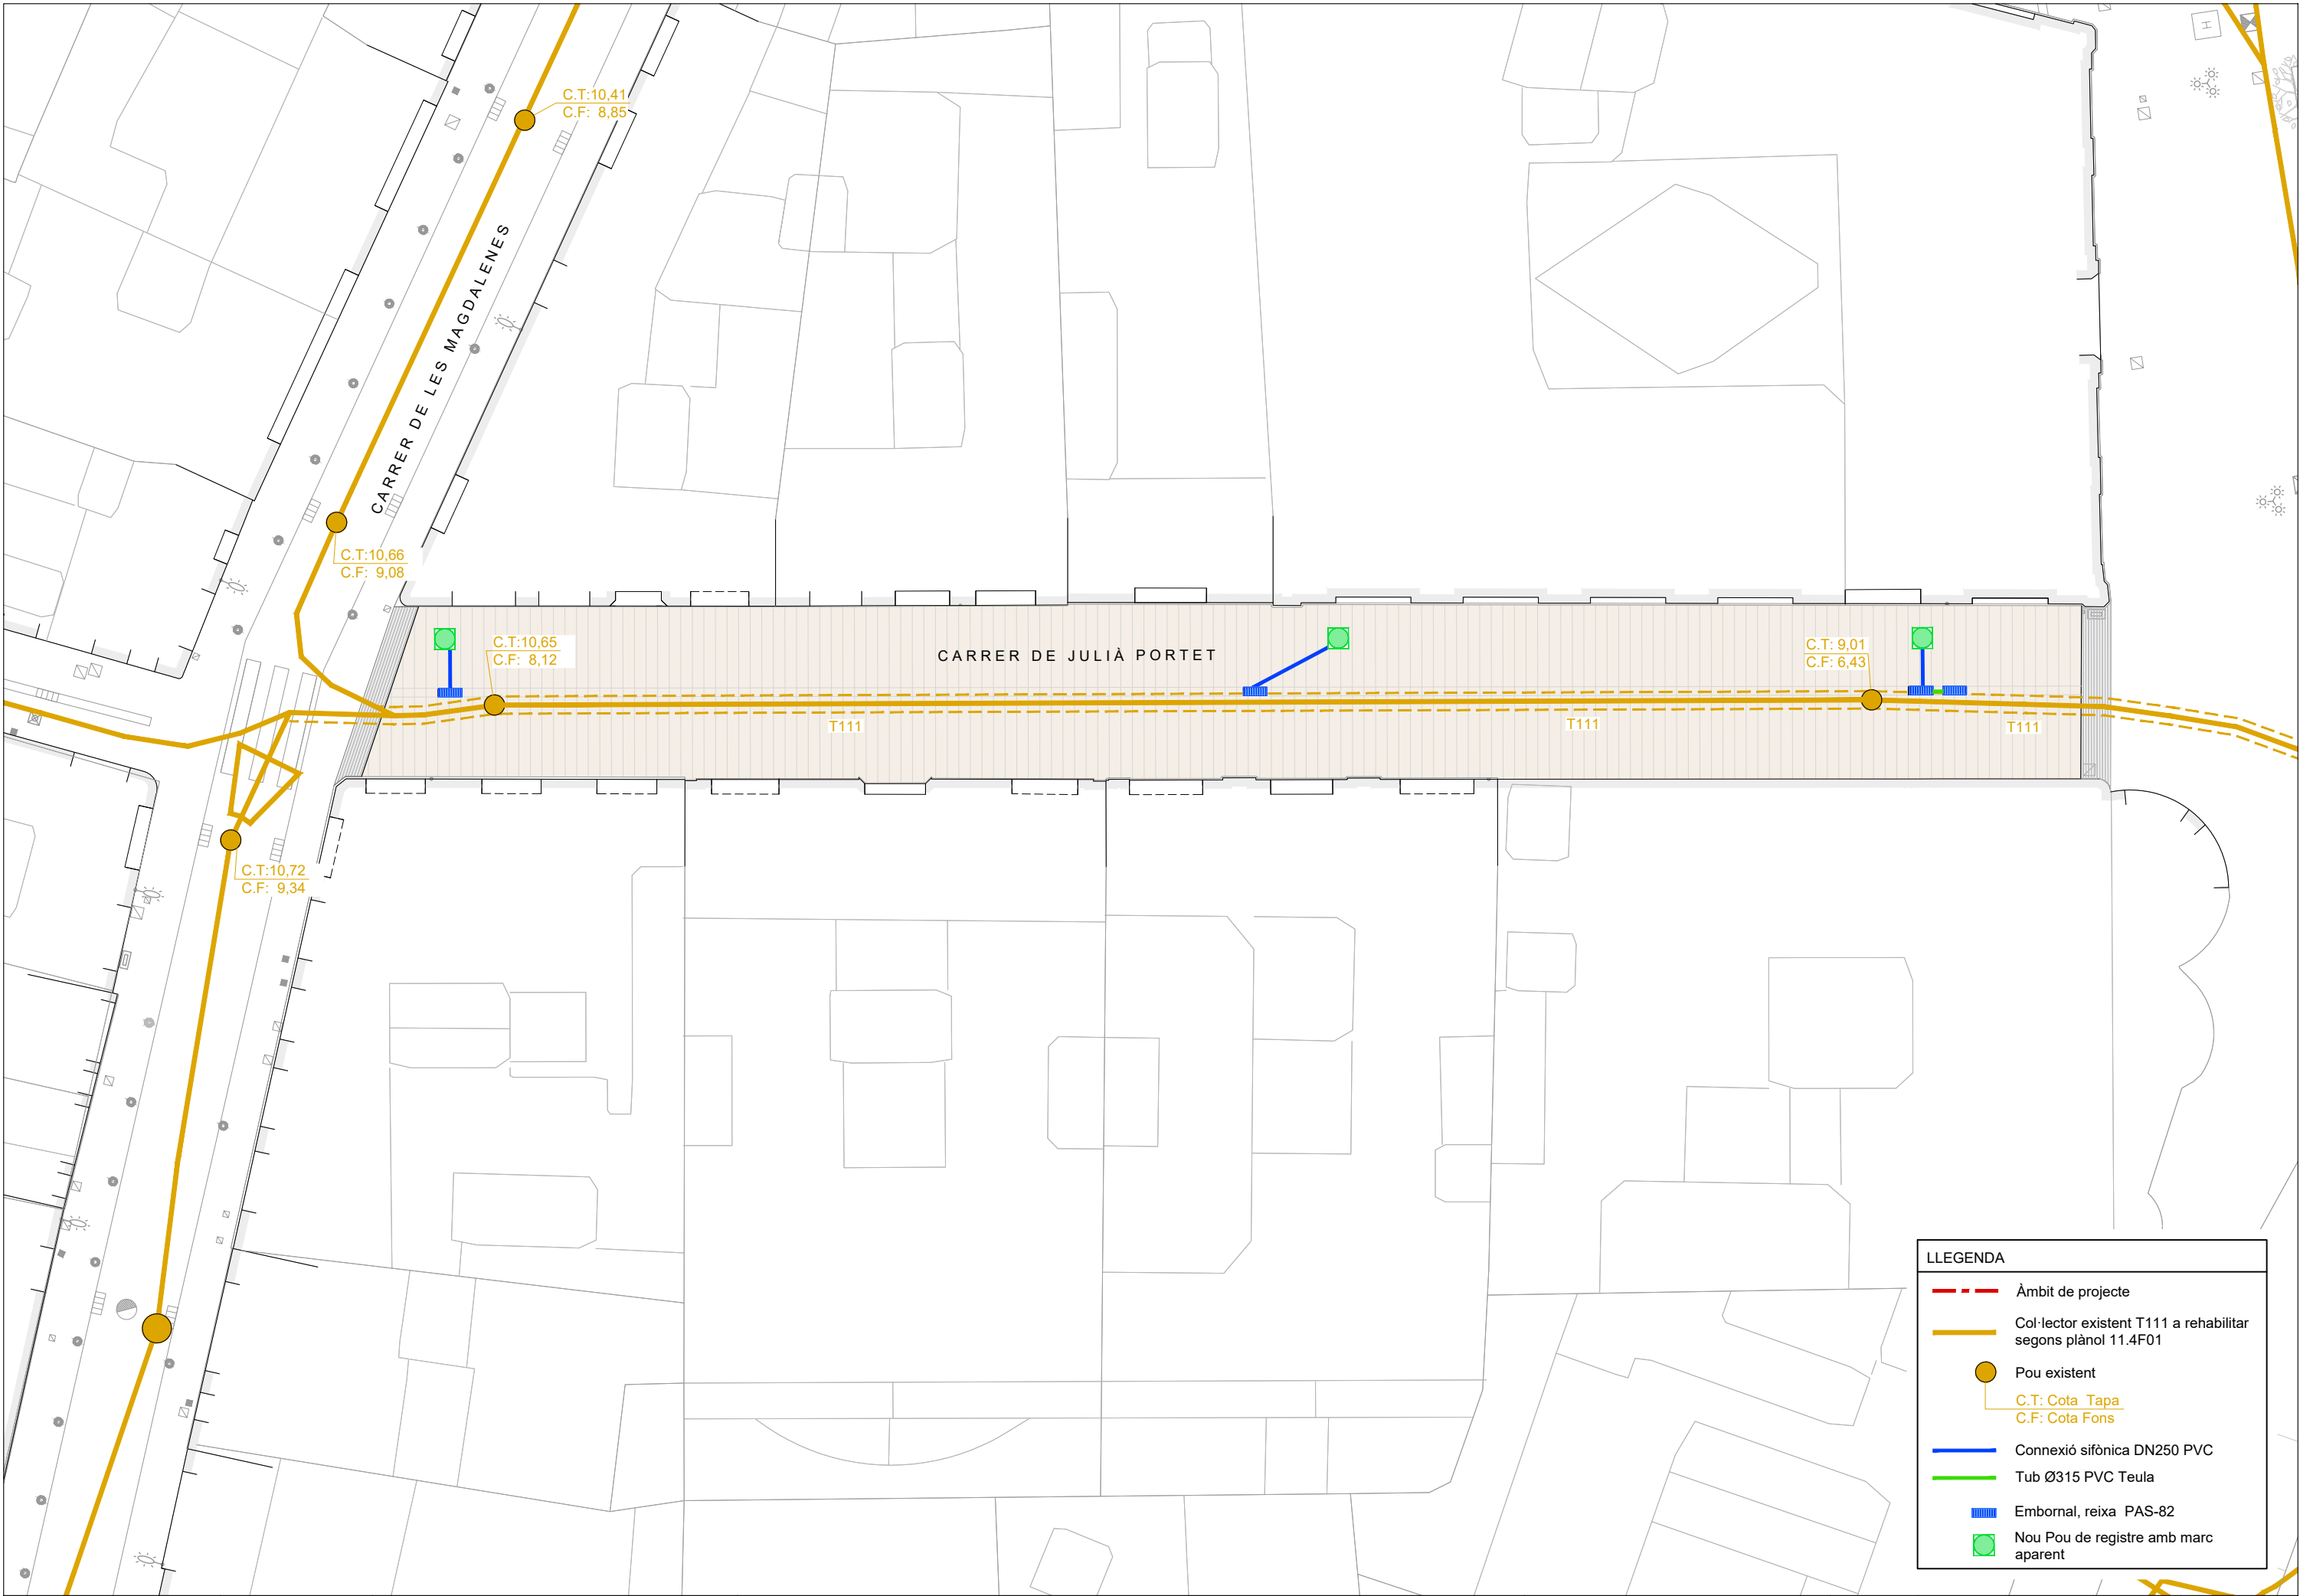 C.T:10,41
C.F: 8,85
CARRER DE LES MAGDALENES
C.T:10,66
C.F: 9,08
C.T:10,65
C.F: 8,12
CARRER DE JULIÀ PORTET
C.T: 9,01
C.F: 6,43
T111
T111
T111
C.T:10,72
C.F: 9,34
H
LLEGENDA
Àmbit de projecte
Col·lector existent T111 a rehabilitar
segons plànol 11.4F01
Pou existent
C.T: Cota Tapa
C.F: Cota Fons
Connexió sifònica DN250 PVC
Tub Ø315 PVC Teula
Embornal, reixa PAS-82
Nou Pou de registre amb marc
aparent